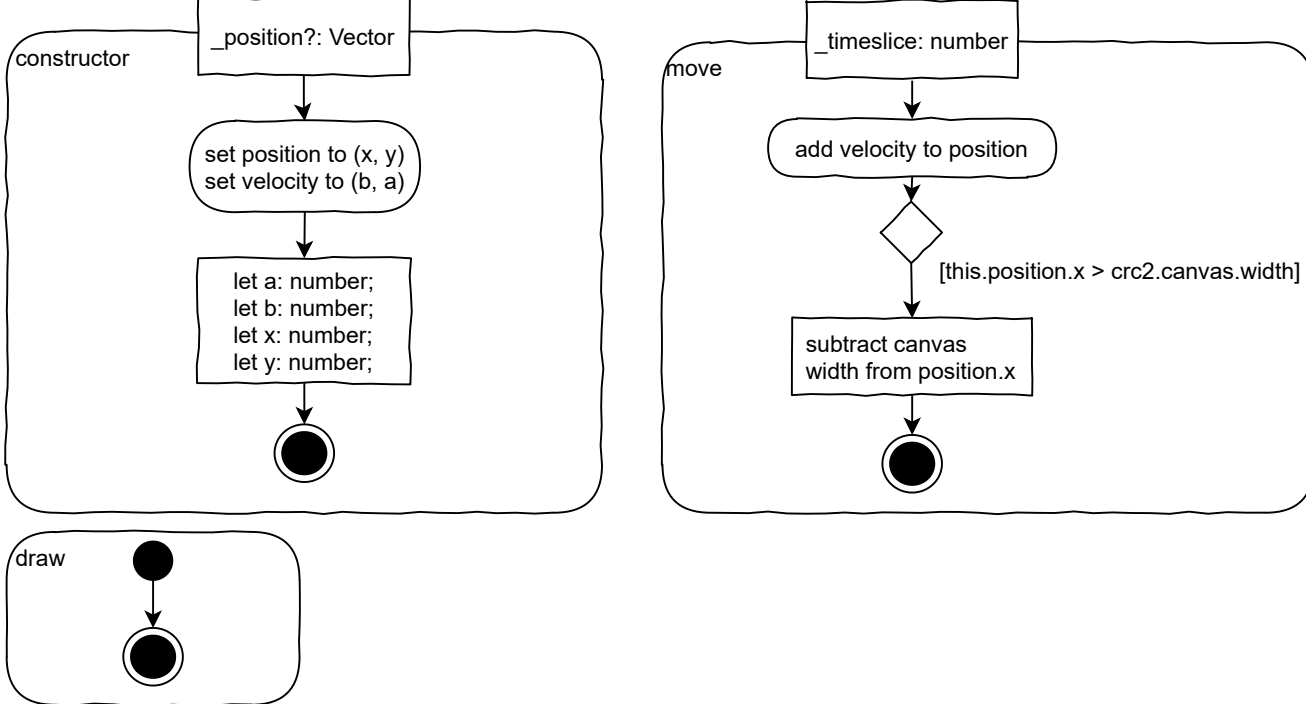 _position?: Vector
constructor
set position to (x, y)
set velocity to (b, a)
let a: number;
let b: number;
let x: number;
let y: number;
_timeslice: number
move
add velocity to position
[this.position.x > crc2.canvas.width]
subtract canvas
width from position.x
draw